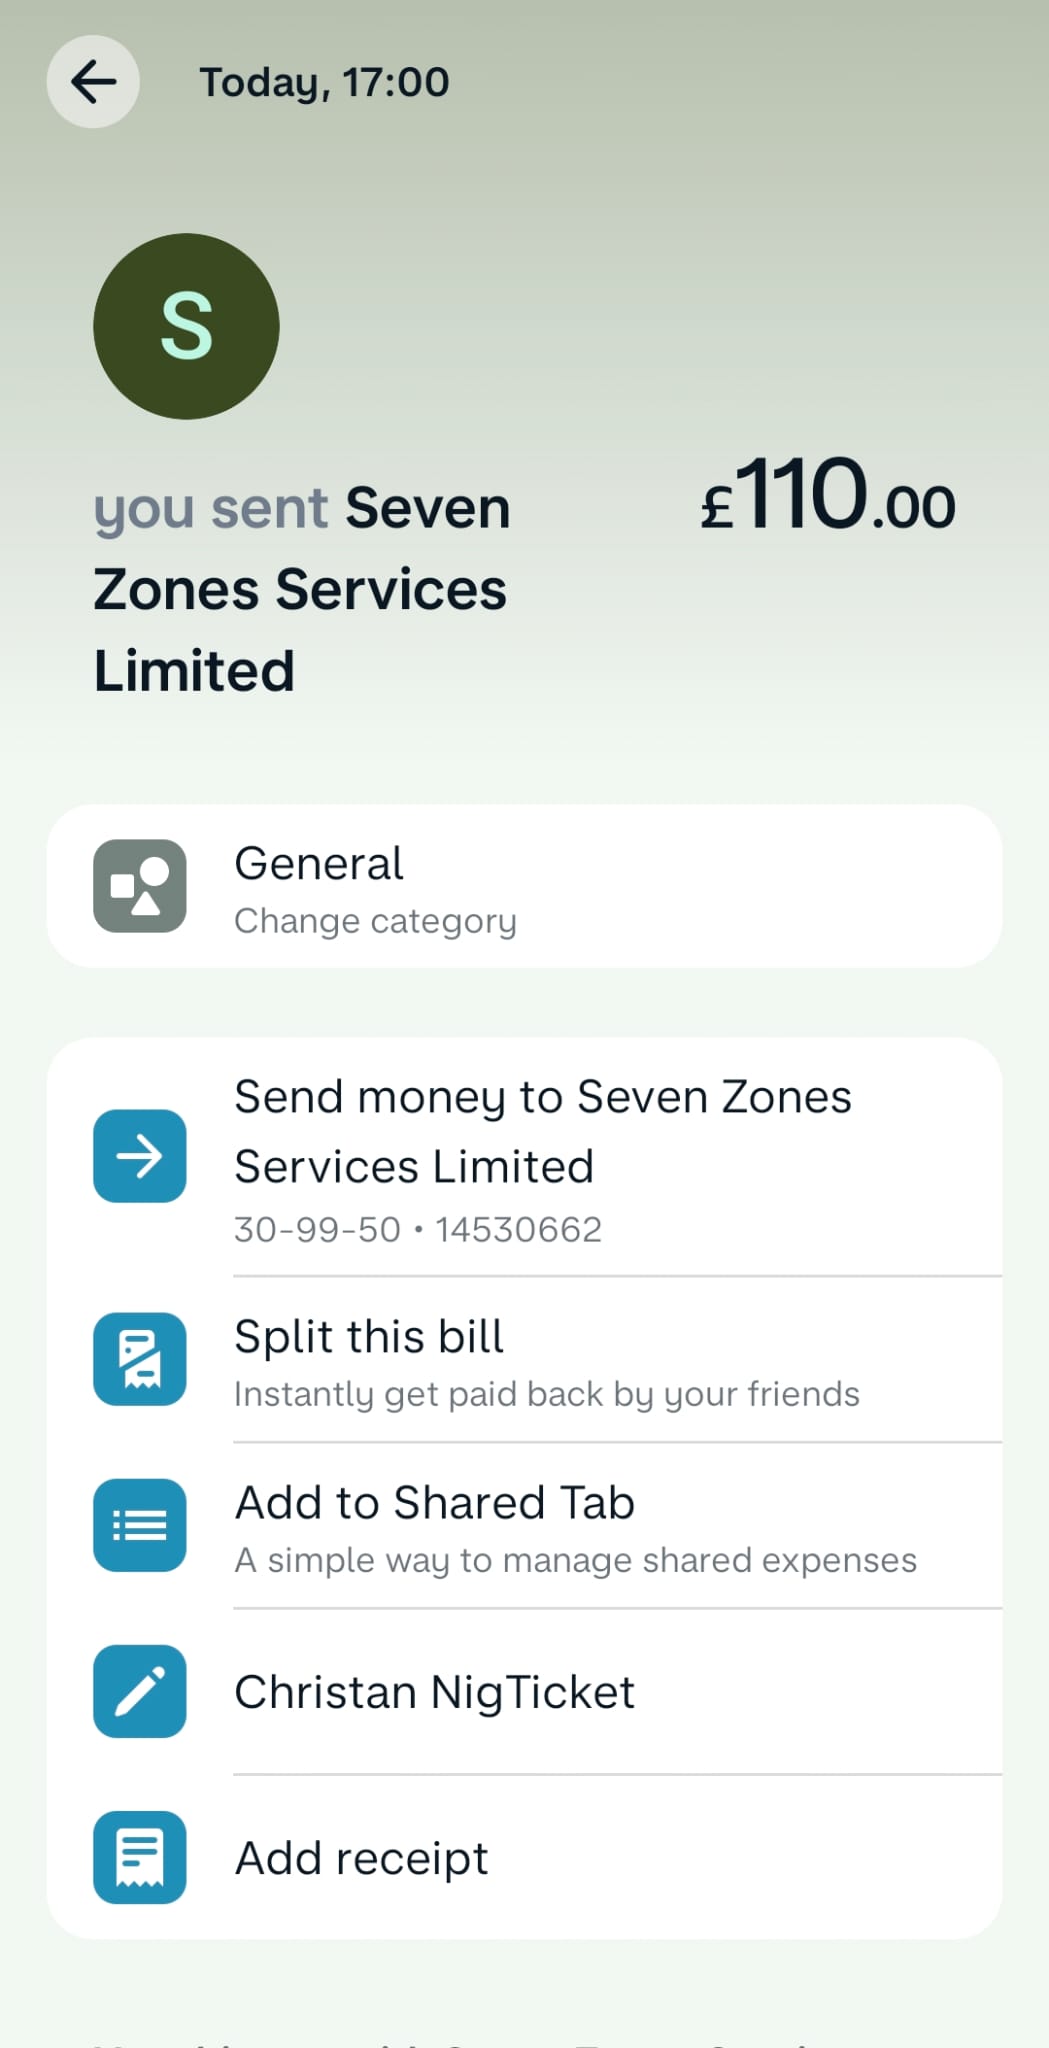 Today, 17:00
S
you sent Seven
Zones Services
Limited
£110.00
General
Change category
Send money to Seven Zones
Services Limited
30-99-50 • 14530662
Split this bill
Instantly get paid back by your friends
Add to Shared Tab
A simple way to manage shared expenses
Christan NigTicket
Add receipt